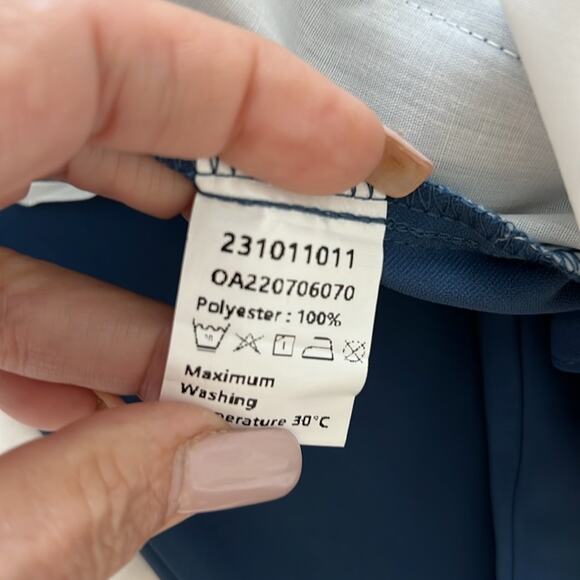 231011011
OA220706070
Polyester : 100%
Maximum
Washing
perature 30°C